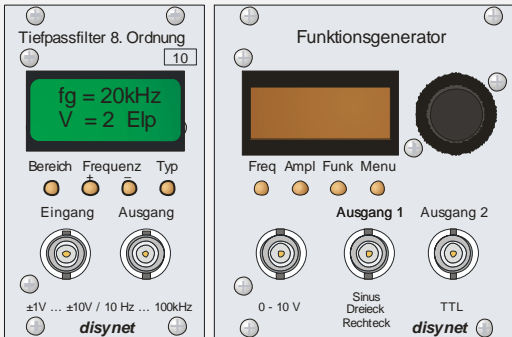 Tiefpassfilter 8. Ordnung
10
fg = 20kHz
V = 2 Elp
Bereich Frequenz Typ
+ –
Eingang Ausgang
±1V ... ±10V / 10 Hz ... 100kHz
disynet
Funktionsgenerator
Freq Ampl Funk Menu
Ausgang 1 Ausgang 2
0 - 10 V
Sinus
Dreieck
Rechteck
TTL
disynet